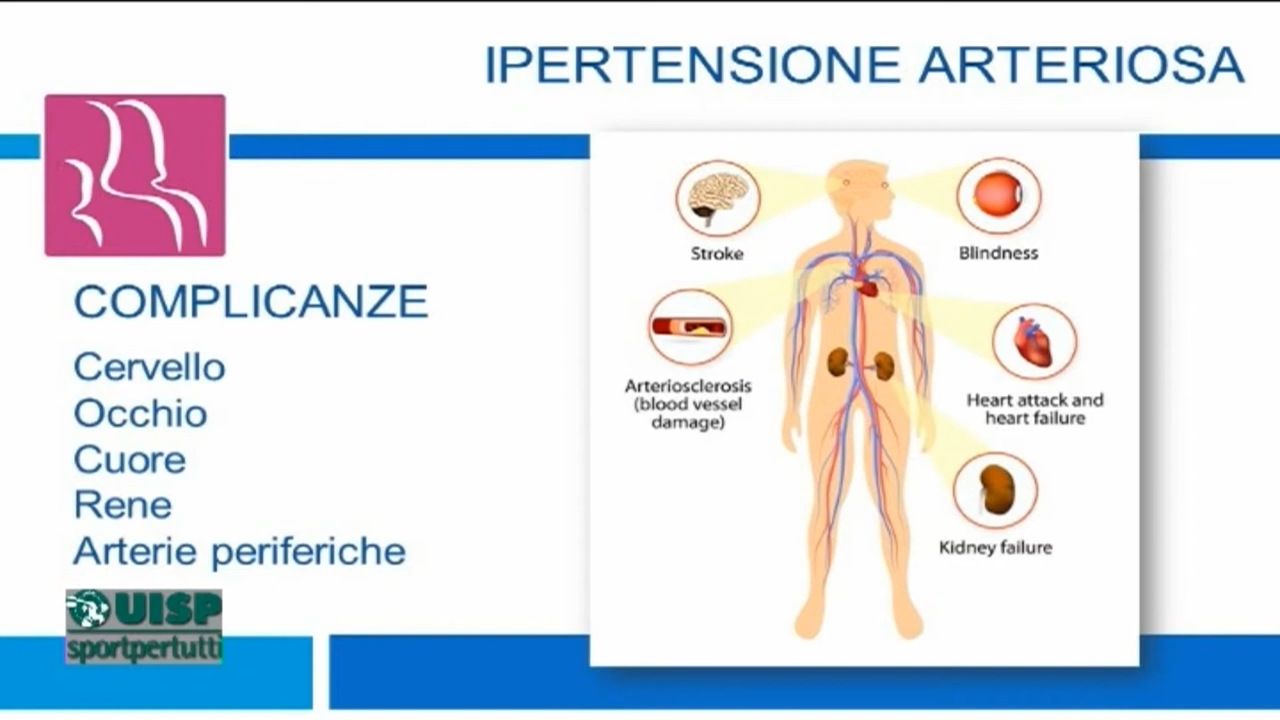 IPERTENSIONE ARTERIOSA
COMPLICANZE
Cervello
Occhio
Cuore
Rene
Arterie periferiche
UISP
sportpertutti
Stroke
Blindness
Arteriosclerosis
(blood vessel
damage)
Heart attack and
heart failure
Kidney failure